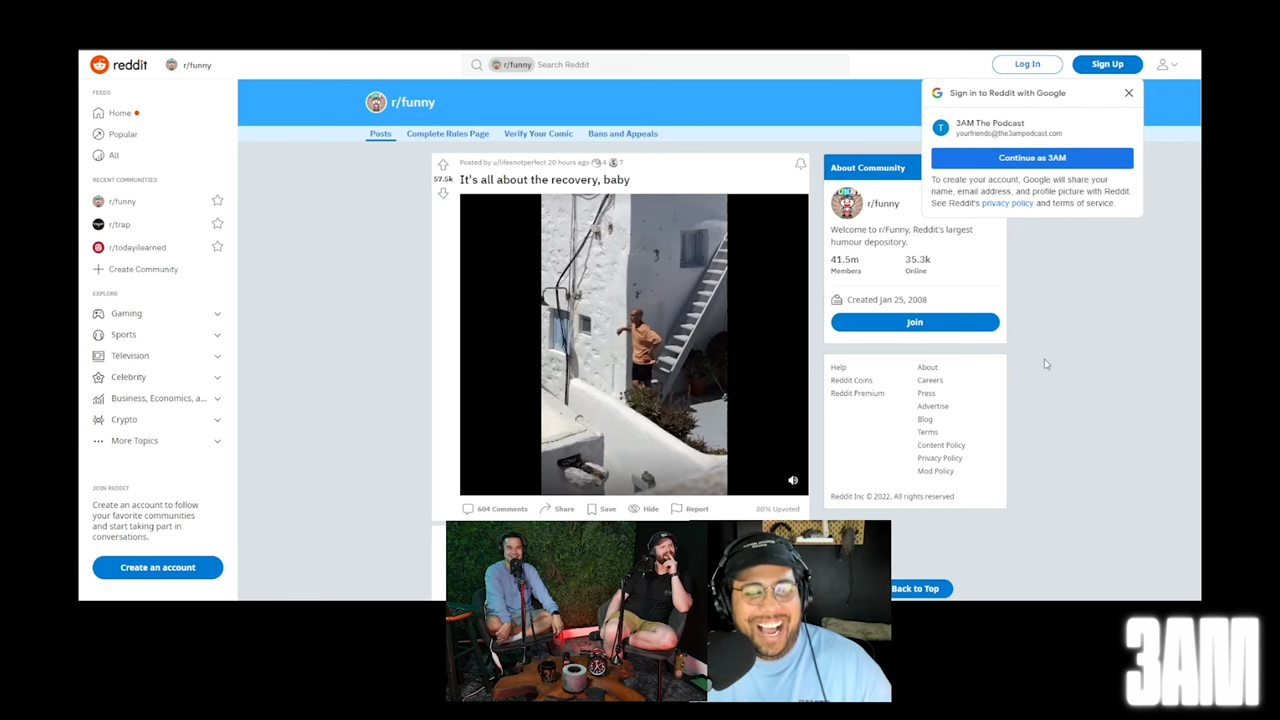 reddit
r/funny
r/funny
Search Reddit
Log In
Sign Up
FEEDS
Home
Popular
All
RECENT COMMUNITIES
r/funny
r/trap
r/todayilearned
Create Community
EXPLORE
Gaming
Sports
Television
Celebrity
Business, Economics, a...
Crypto
More Topics
JOIN REDDIT
Create an account to follow
your favorite communities
and start taking part in
conversations.
Create an account
r/funny
Posts
Complete Rules Page
Verify Your Comic
Bans and Appeals
57.5k
Posted by u/lifesnotperfect 20 hours ago
4
7
It's all about the recovery, baby
604 Comments
Share
Save
Hide
Report
88% Upvoted
Sign in to Reddit with Google
T
3AM The Podcast
yourfriends@the3ampodcast.com
Continue as 3AM
To create your account, Google will share your
name, email address, and profile picture with Reddit.
See Reddit's privacy policy and terms of service.
About Community
r/funny
Welcome to r/Funny, Reddit's largest
humour depository.
41.5m
35.3k
Members
Online
Created Jan 25, 2008
Join
Help
About
Reddit Coins
Careers
Reddit Premium
Press
Advertise
Blog
Terms
Content Policy
Privacy Policy
Mod Policy
Reddit Inc © 2022. All rights reserved
Back to Top
3AM